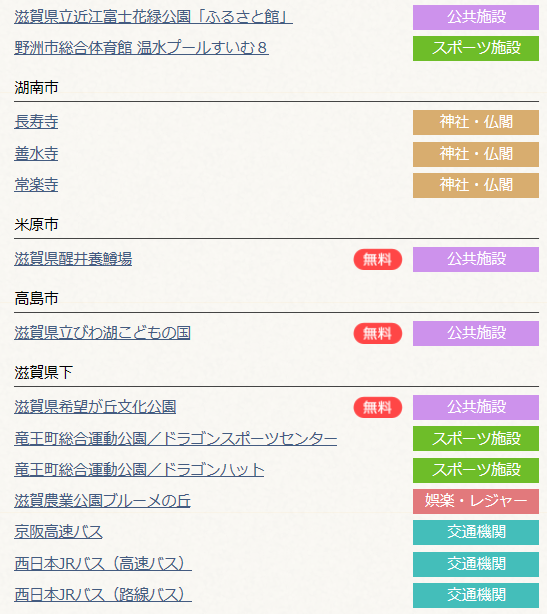 滋賀県立近江富士花緑公園「ふるさと館」 公共施設
野洲市総合体育館 温水プールすいむ８ スポーツ施設
湖南市
長寿寺 神社・仏閣
善水寺 神社・仏閣
常楽寺 神社・仏閣
米原市
滋賀県醒井養鱒場 無料 公共施設
高島市
滋賀県立びわ湖こどもの国 無料 公共施設
滋賀県下
滋賀県希望が丘文化公園 無料 公共施設
竜王町総合運動公園／ドラゴンスポーツセンター スポーツ施設
竜王町総合運動公園／ドラゴンハット スポーツ施設
滋賀農業公園ブルーメの丘 娯楽・レジャー
京阪高速バス 交通機関
西日本JRバス（高速バス） 交通機関
西日本JRバス（路線バス） 交通機関